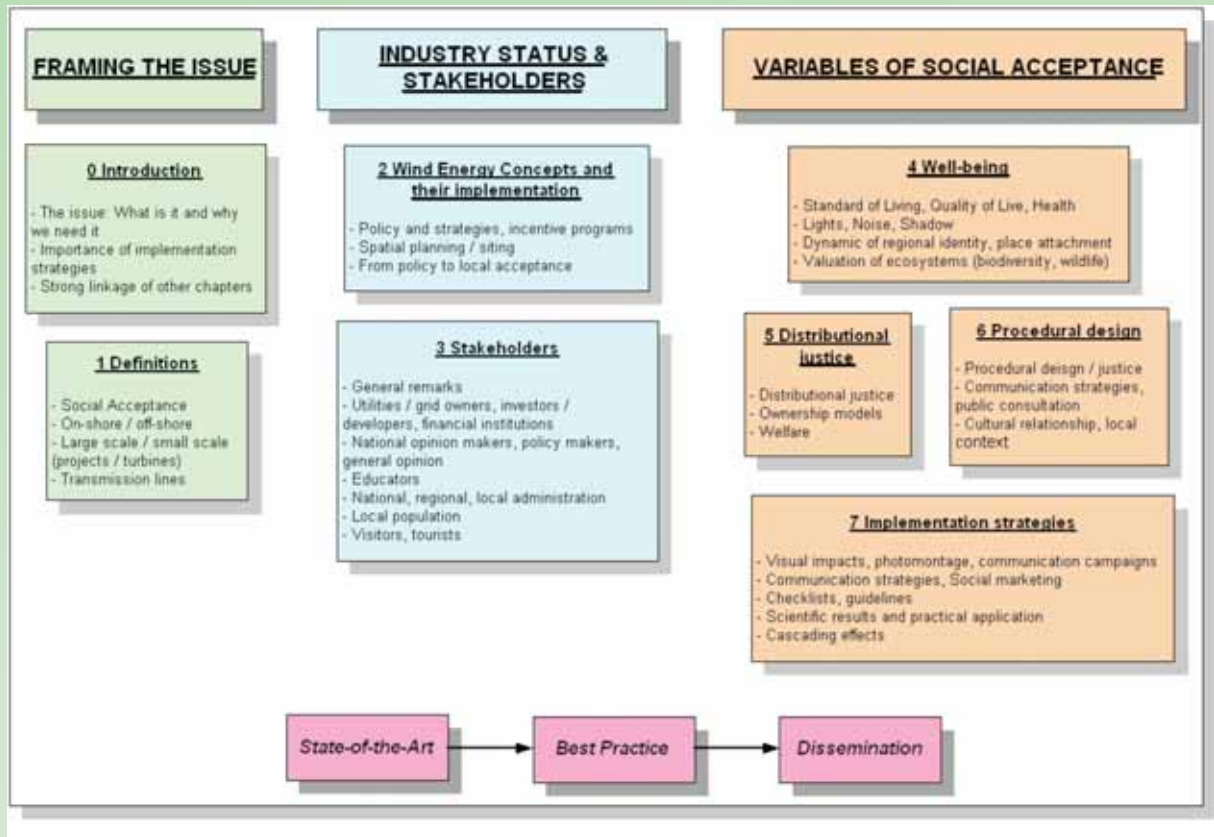 FRAMING THE ISSUE
0 Introduction
- The issue: What is it and why
we need it
- Importance of implementation
strategies
- Strong linkage of other chapters
1 Definitions
- Social Acceptance
- On-shore / off-shore
- Large scale / small scale
(projects / turbines)
- Transmission lines
INDUSTRY STATUS &
STAKEHOLDERS
2 Wind Energy Concepts and
their implementation
- Policy and strategies, incentive programs
- Spatial planning / siting
- From policy to local acceptance
3 Stakeholders
- General remarks
- Utilities / grid owners, investors /
developers, financial institutions
- National opinion makers, policy makers,
general opinion
- Educators
- National, regional, local administration
- Local population
- Visitors, tourists
VARIABLES OF SOCIAL ACCEPTANCE
4 Well-being
- Standard of Living, Quality of Live, Health
- Lights, Noise, Shadow
- Dynamic of regional identity, place attachment
- Valuation of ecosystems (biodiversity, wildlife)
5 Distributional
justice
- Distributional justice
- Ownership models
- Welfare
6 Procedural design
- Procedural deisgn / justice
- Communication strategies,
public consultation
- Cultural relationship, local
context
7 Implementation strategies
- Visual impacts, photomontage, communication campaigns
- Communication strategies, Social marketing
- Checklists, guidelines
- Scientific results and practical application
- Cascading effects
State-of-the-Art
Best Practice
Dissemination